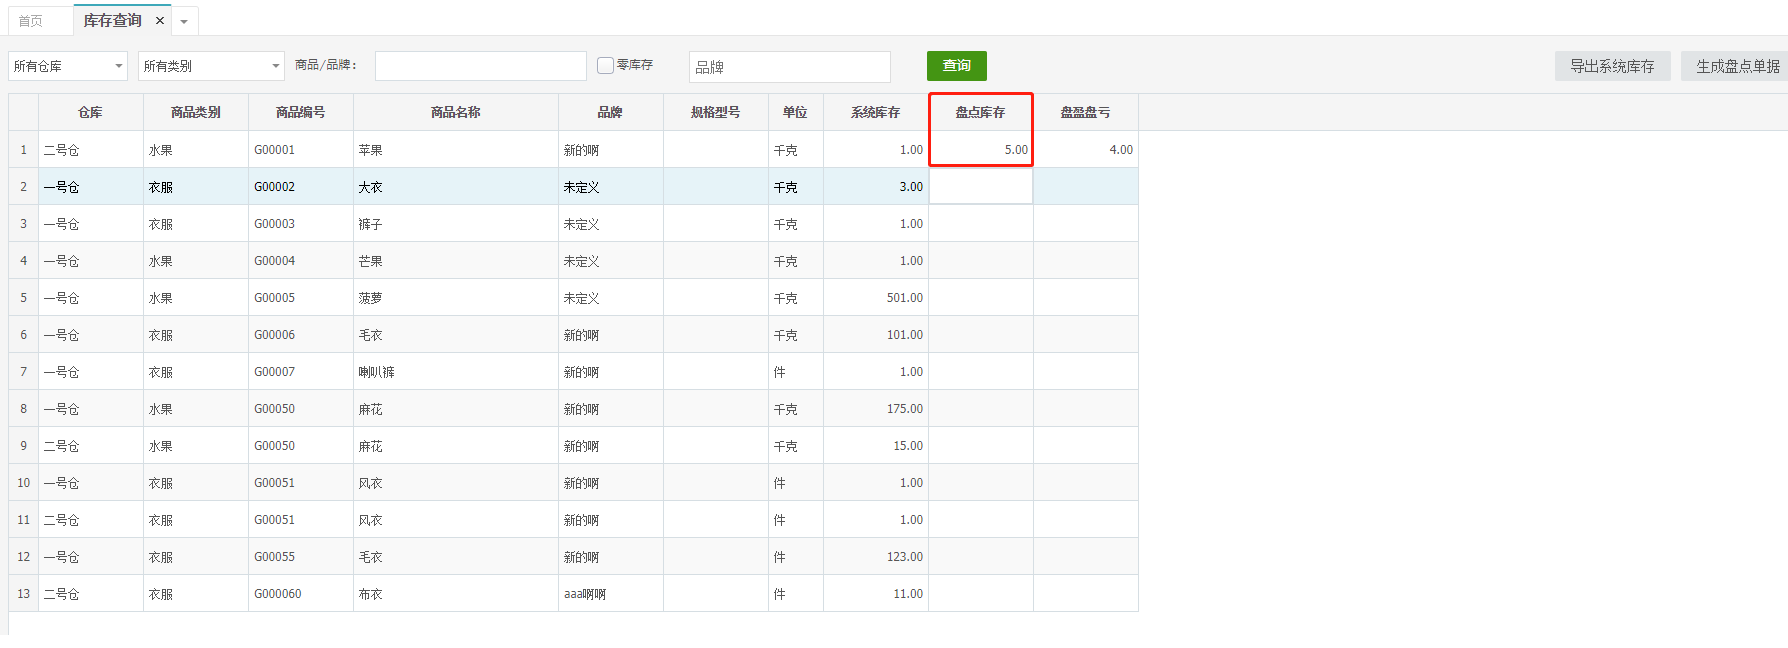 首页 库存查询 ×
所有仓库 所有类别 商品/品牌： 零库存 品牌 查询 导出系统库存 生成盘点单据
仓库 商品类别 商品编号 商品名称 品牌 规格型号 单位 系统库存 盘点库存 盘盈盘亏
1 二号仓 水果 G00001 苹果 新的啊 千克 1.00 5.00 4.00
2 一号仓 衣服 G00002 大衣 未定义 千克 3.00
3 一号仓 衣服 G00003 裤子 未定义 千克 1.00
4 一号仓 水果 G00004 芒果 未定义 千克 1.00
5 一号仓 水果 G00005 菠萝 未定义 千克 501.00
6 一号仓 衣服 G00006 毛衣 新的啊 千克 101.00
7 一号仓 衣服 G00007 喇叭裤 新的啊 件 1.00
8 一号仓 水果 G00050 麻花 新的啊 千克 175.00
9 二号仓 水果 G00050 麻花 新的啊 千克 15.00
10 一号仓 衣服 G00051 风衣 新的啊 件 1.00
11 二号仓 衣服 G00051 风衣 新的啊 件 1.00
12 一号仓 衣服 G00055 毛衣 新的啊 件 123.00
13 二号仓 衣服 G000060 布衣 aaa啊啊 件 11.00